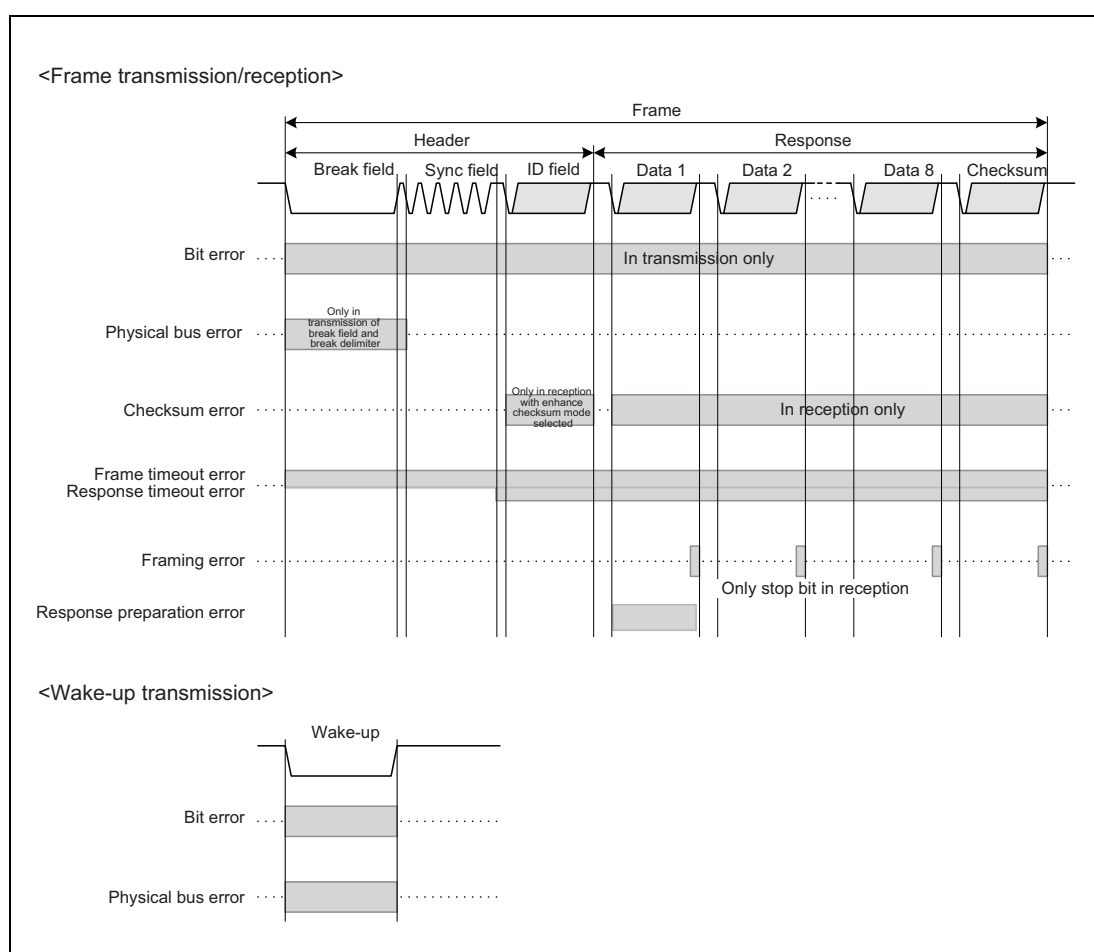 <Frame transmission/reception>
Frame
Header
Response
Break field
Sync field
ID field
Data 1
Data 2
Data 8
Checksum
Bit error
In transmission only
Physical bus error
Only in
transmission of
break field and
break delimiter
Checksum error
Only in reception
with enhance
checksum mode
selected
In reception only
Frame timeout error
Response timeout error
Framing error
Only stop bit in reception
Response preparation error
<Wake-up transmission>
Wake-up
Bit error
Physical bus error